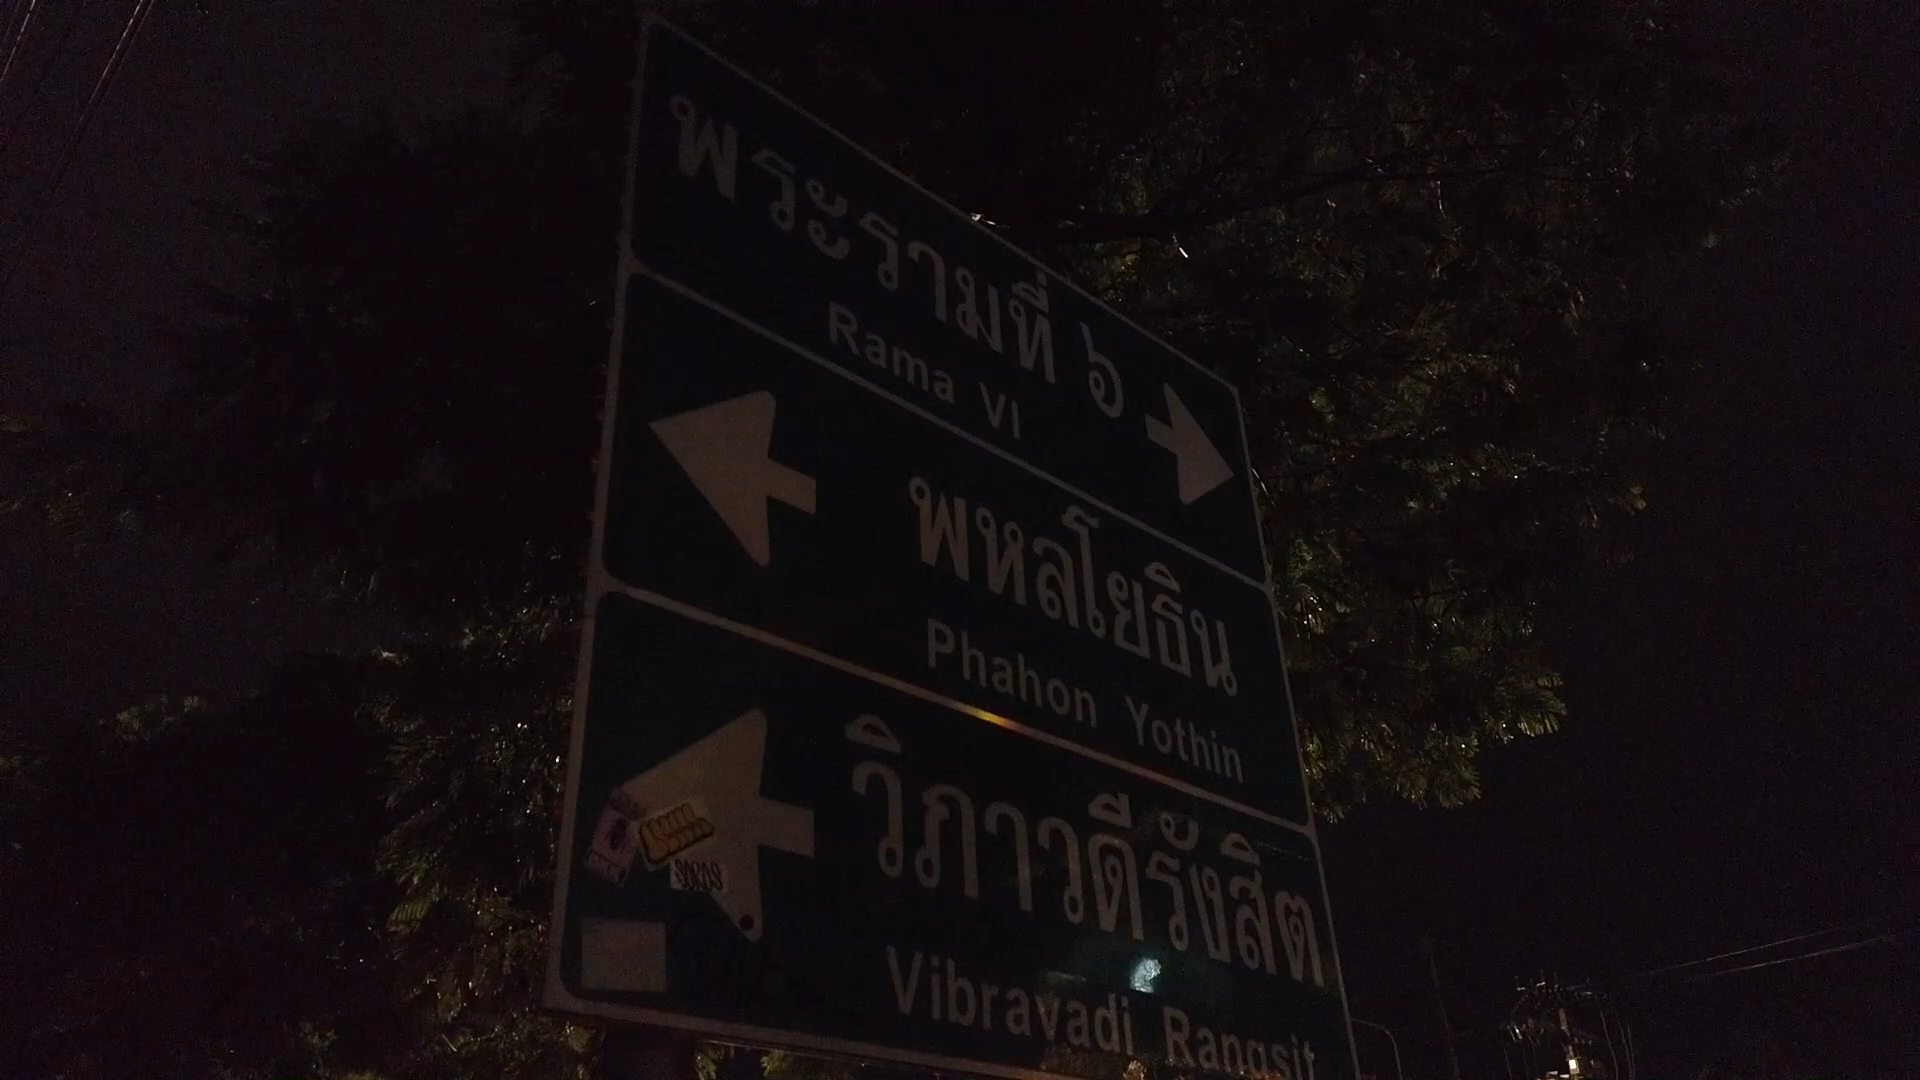 พระรามที่ ๖
Rama VI
พหลโยธิน
Phahon Yothin
วิภาวดีรังสิต
Vibravadi Rangsit